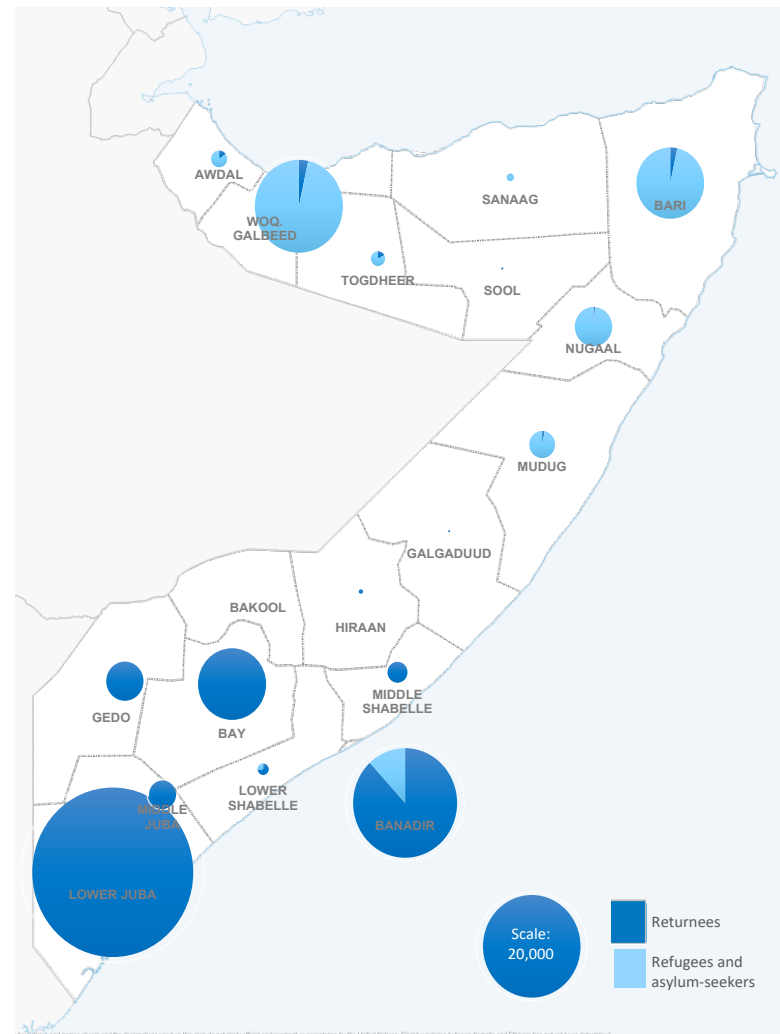 AWDAL
WOQ.
GALBEED
TOGDHEER
SANAAG
SOOL
BARI
NUGAAL
MUDUG
GALGADUUD
HIRAAN
BAKOOL
GEDO
BAY
MIDDLE
SHABELLE
LOWER
SHABELLE
MIDDLE
JUBA
BANADIR
LOWER JUBA
Scale:
20,000
Returnees
Refugees and
asylum-seekers